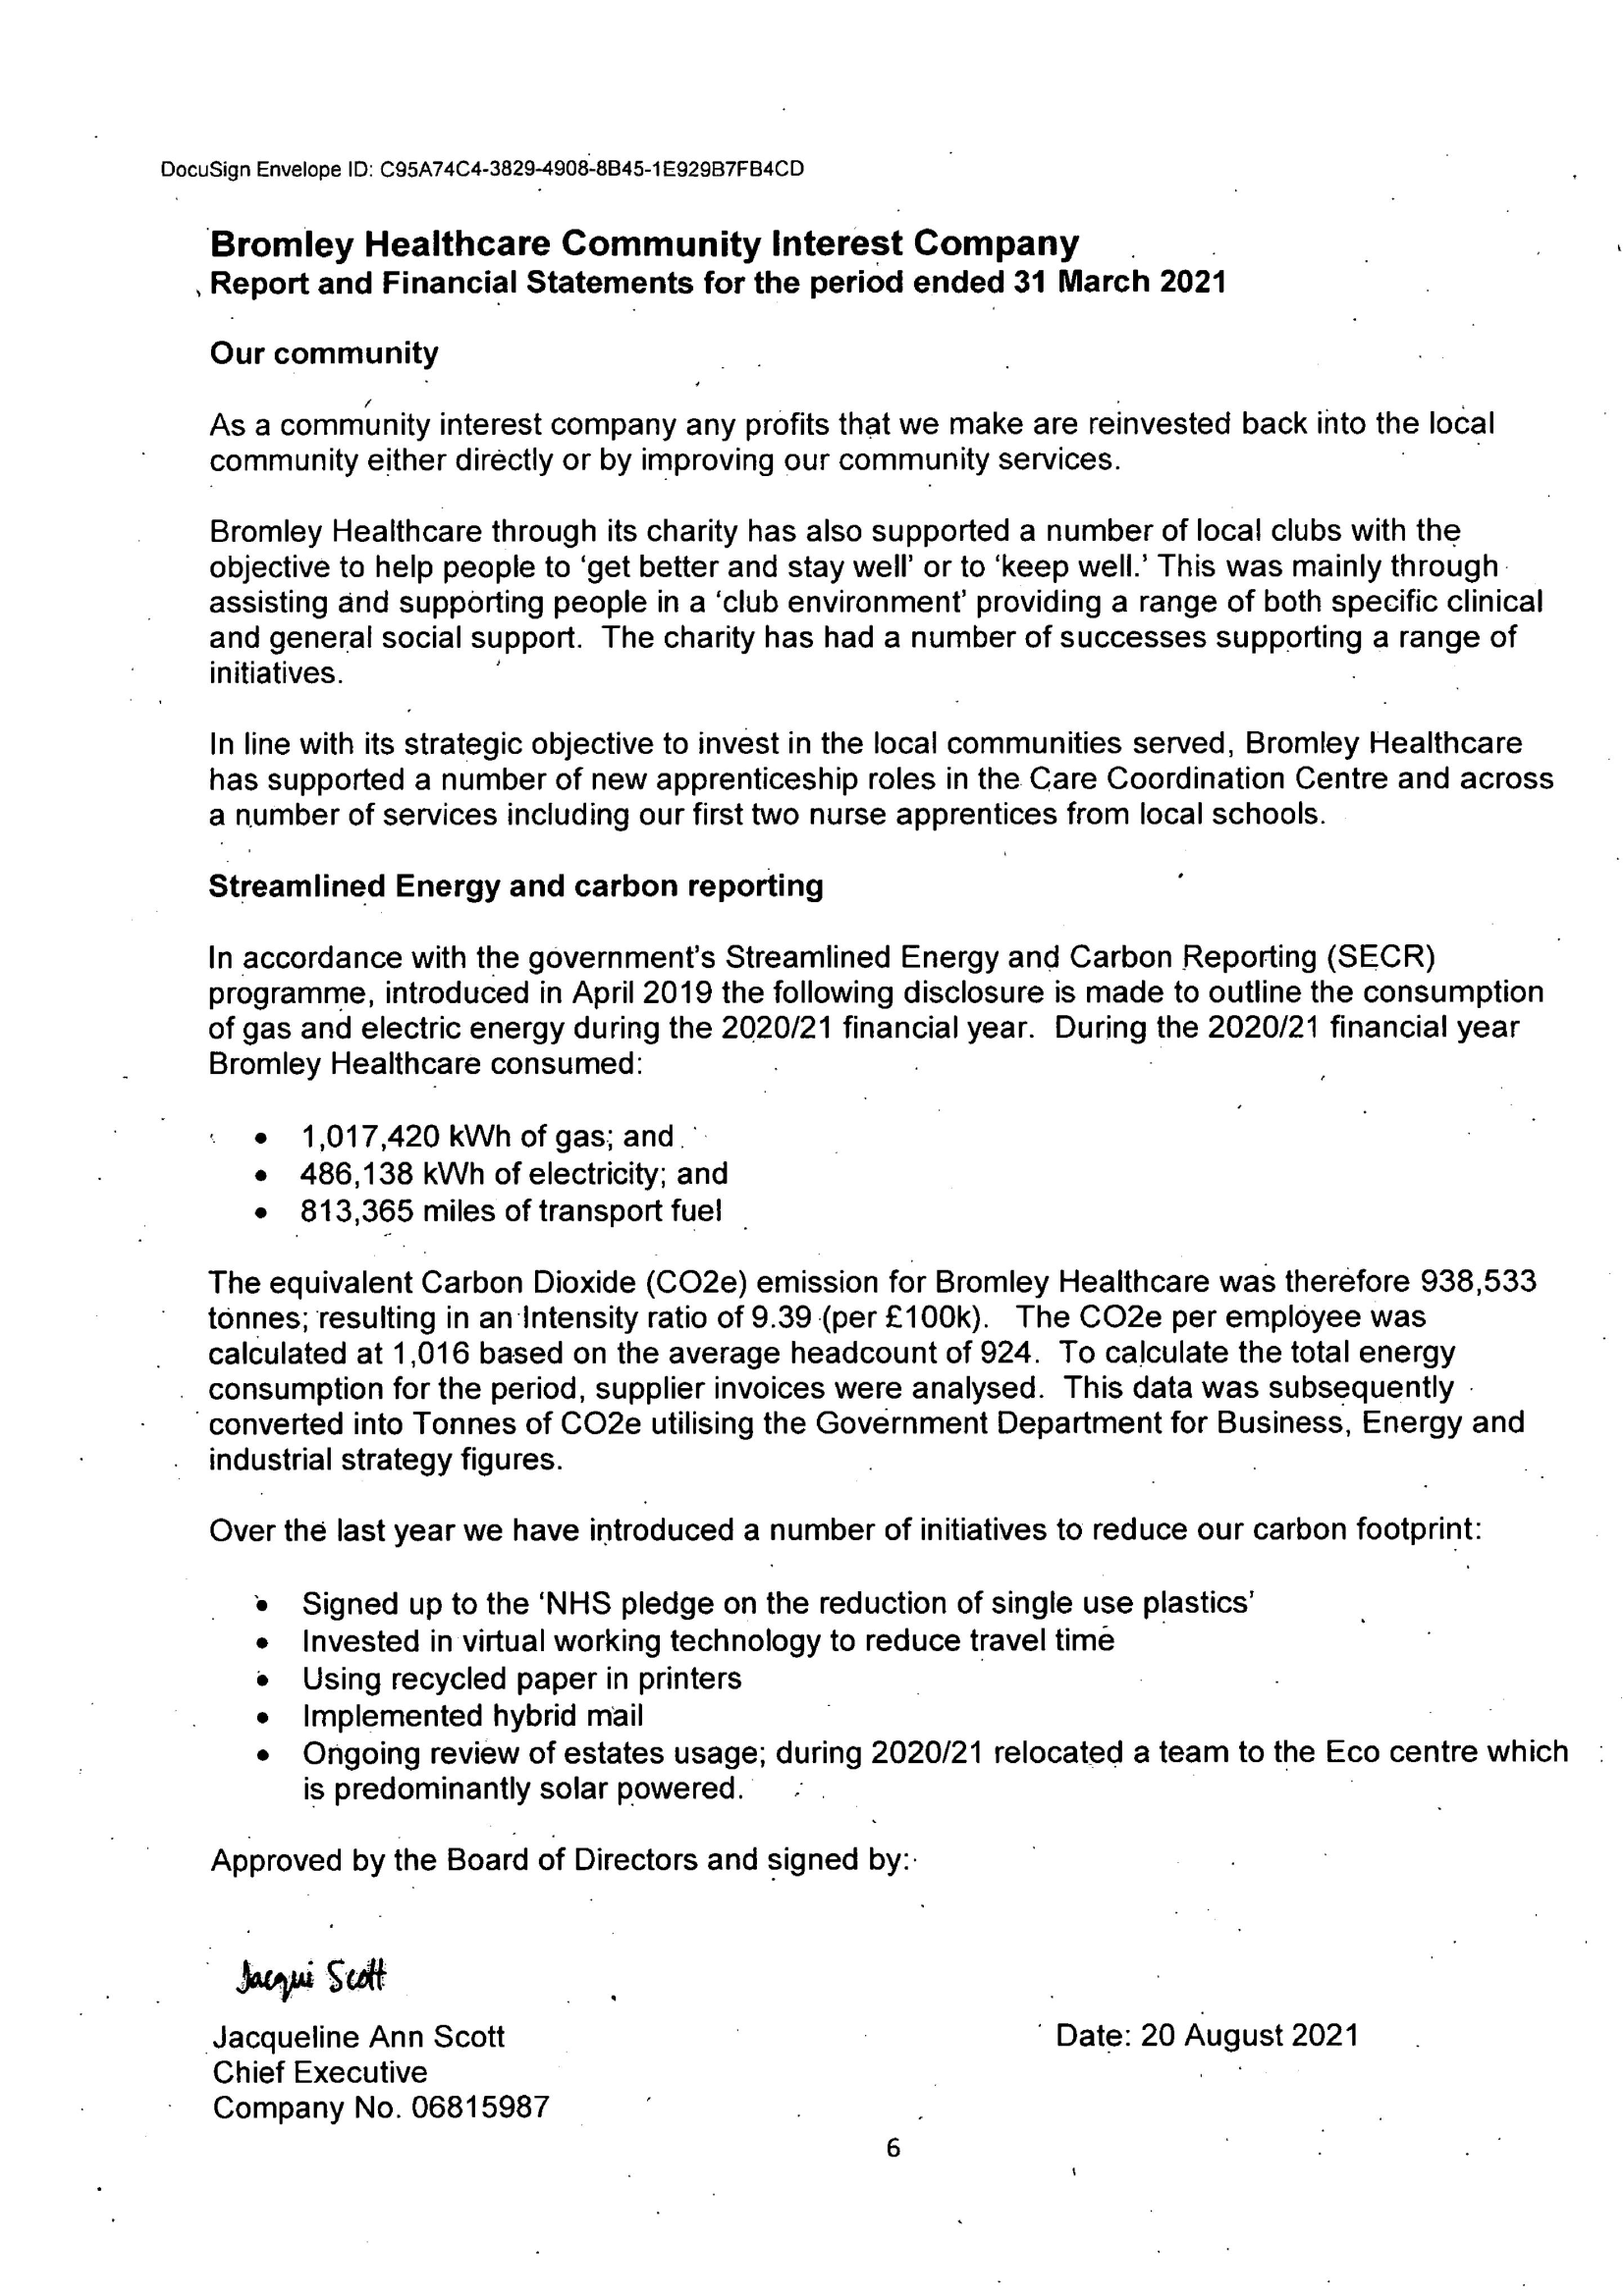 DocuSign Envelope ID: C95A74C4-3829-4908-8B45-1E929B7FB4CD
Bromley Healthcare Community Interest Company
Report and Financial Statements for the period ended 31 March 2021
Our community
As a community interest company any profits that we make are reinvested back into the local
community either directly or by improving our community services.
Bromley Healthcare through its charity has also supported a number of local clubs with the
objective to help people to ‘get better and stay well’ or to ‘keep well.’ This was mainly through
assisting and supporting people in a ‘club environment’ providing a range of both specific clinical
and general social support.  The charity has had a number of successes supporting a range of
initiatives.
In line with its strategic objective to invest in the local communities served, Bromley Healthcare
has supported a number of new apprenticeship roles in the Care Coordination Centre and across
a number of services including our first two nurse apprentices from local schools.
Streamlined Energy and carbon reporting
In accordance with the government's Streamlined Energy and Carbon Reporting (SECR)
programme, introduced in April 2019 the following disclosure is made to outline the consumption
of gas and electric energy during the 2020/21 financial year.  During the 2020/21 financial year
Bromley Healthcare consumed:
• 1,017,420 kWh of gas; and
• 486,138 kWh of electricity; and
• 813,365 miles of transport fuel
The equivalent Carbon Dioxide (CO2e) emission for Bromley Healthcare was therefore 938,533
tonnes; resulting in an Intensity ratio of 9.39 (per £100k).  The CO2e per employee was
calculated at 1,016 based on the average headcount of 924.  To calculate the total energy
consumption for the period, supplier invoices were analysed.  This data was subsequently
converted into Tonnes of CO2e utilising the Government Department for Business, Energy and
industrial strategy figures.
Over the last year we have introduced a number of initiatives to reduce our carbon footprint:
• Signed up to the ‘NHS pledge on the reduction of single use plastics’
• Invested in virtual working technology to reduce travel time
• Using recycled paper in printers
• Implemented hybrid mail
• Ongoing review of estates usage; during 2020/21 relocated a team to the Eco centre which
is predominantly solar powered.
Approved by the Board of Directors and signed by:
Jacqui Scott
Jacqueline Ann Scott
Date: 20 August 2021
Chief Executive
Company No. 06815987
6